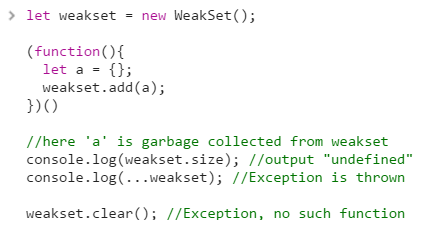 let weakset = new WeakSet();
(function(){
let a = {};
weakset.add(a);
})()
//here 'a' is garbage collected from weakset
console.log(weakset.size); //output "undefined"
console.log(...weakset); //Exception is thrown
weakset.clear(); //Exception, no such function